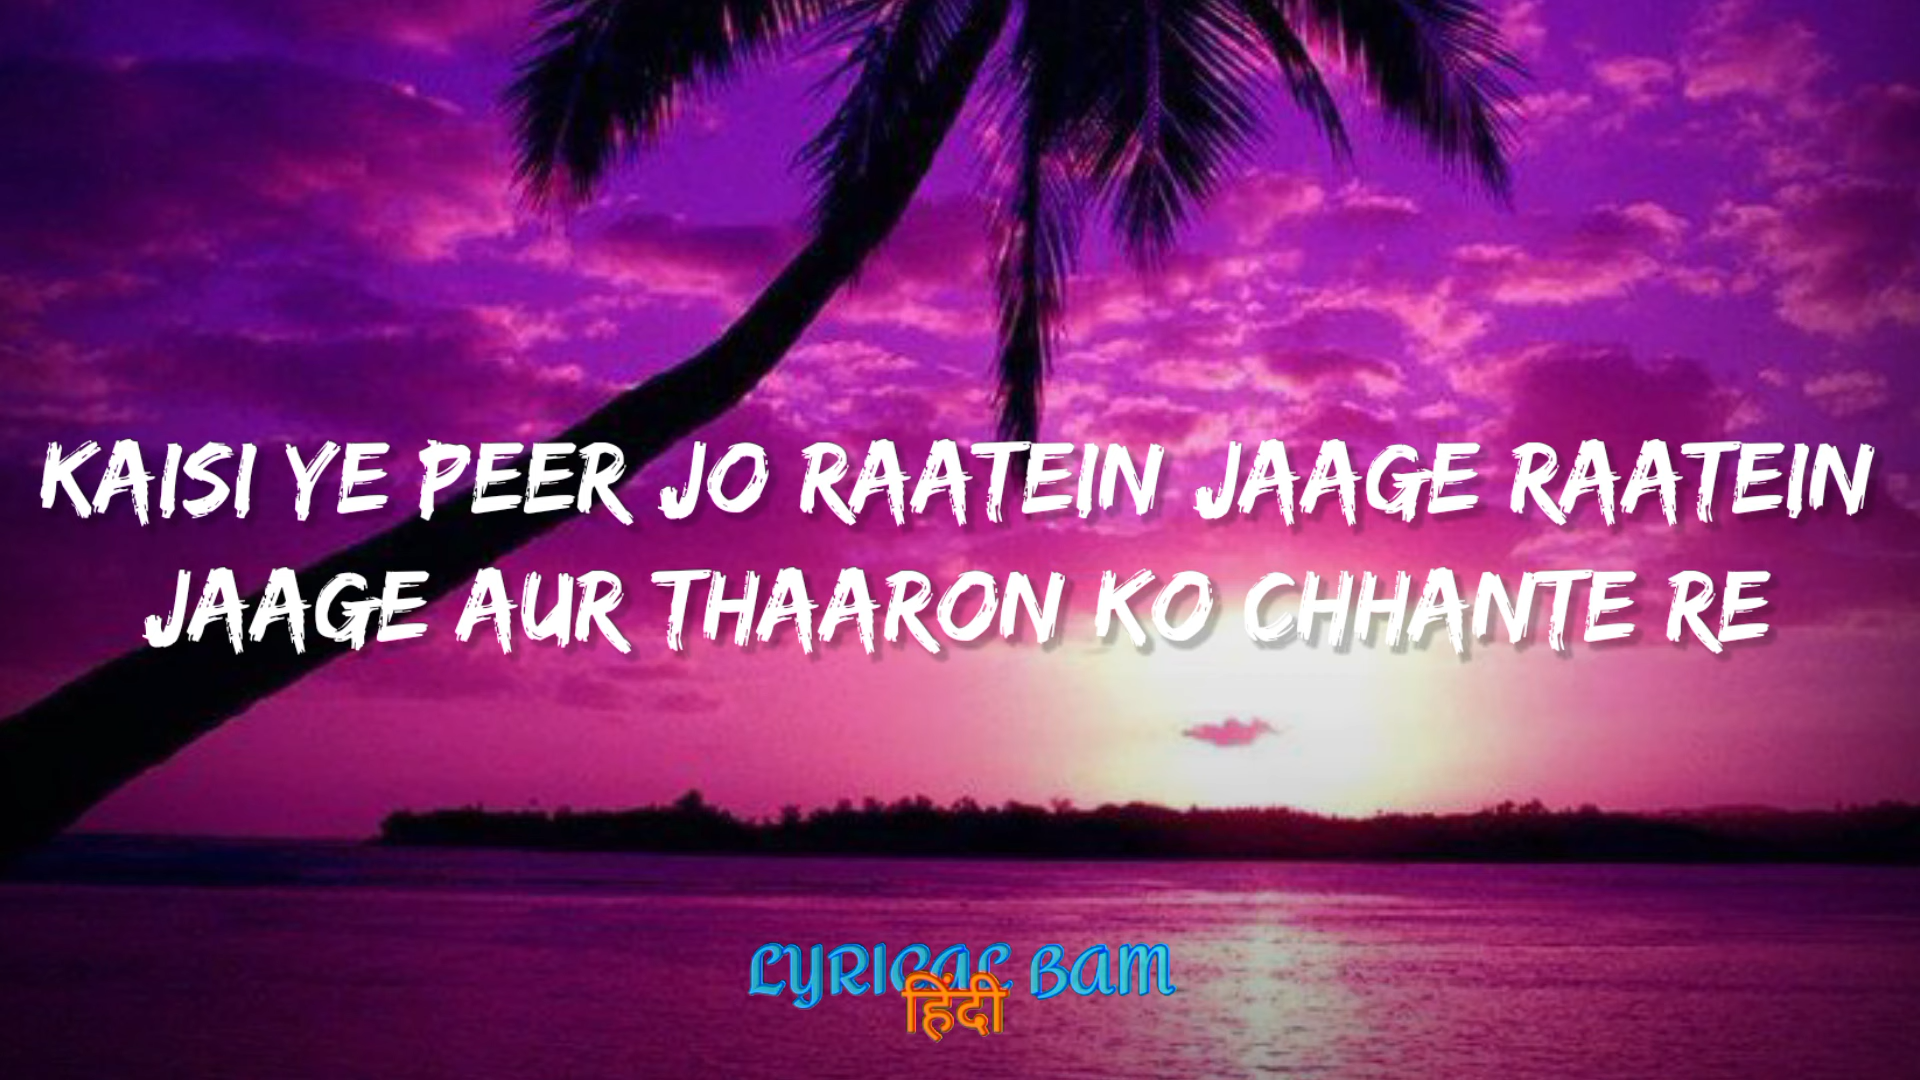 KAISI YE PEER JO RAATEIN JAAGE RAATEIN
JAAGE AUR THAARON KO CHHANTE RE
LYRICAL BAM
हिंदी